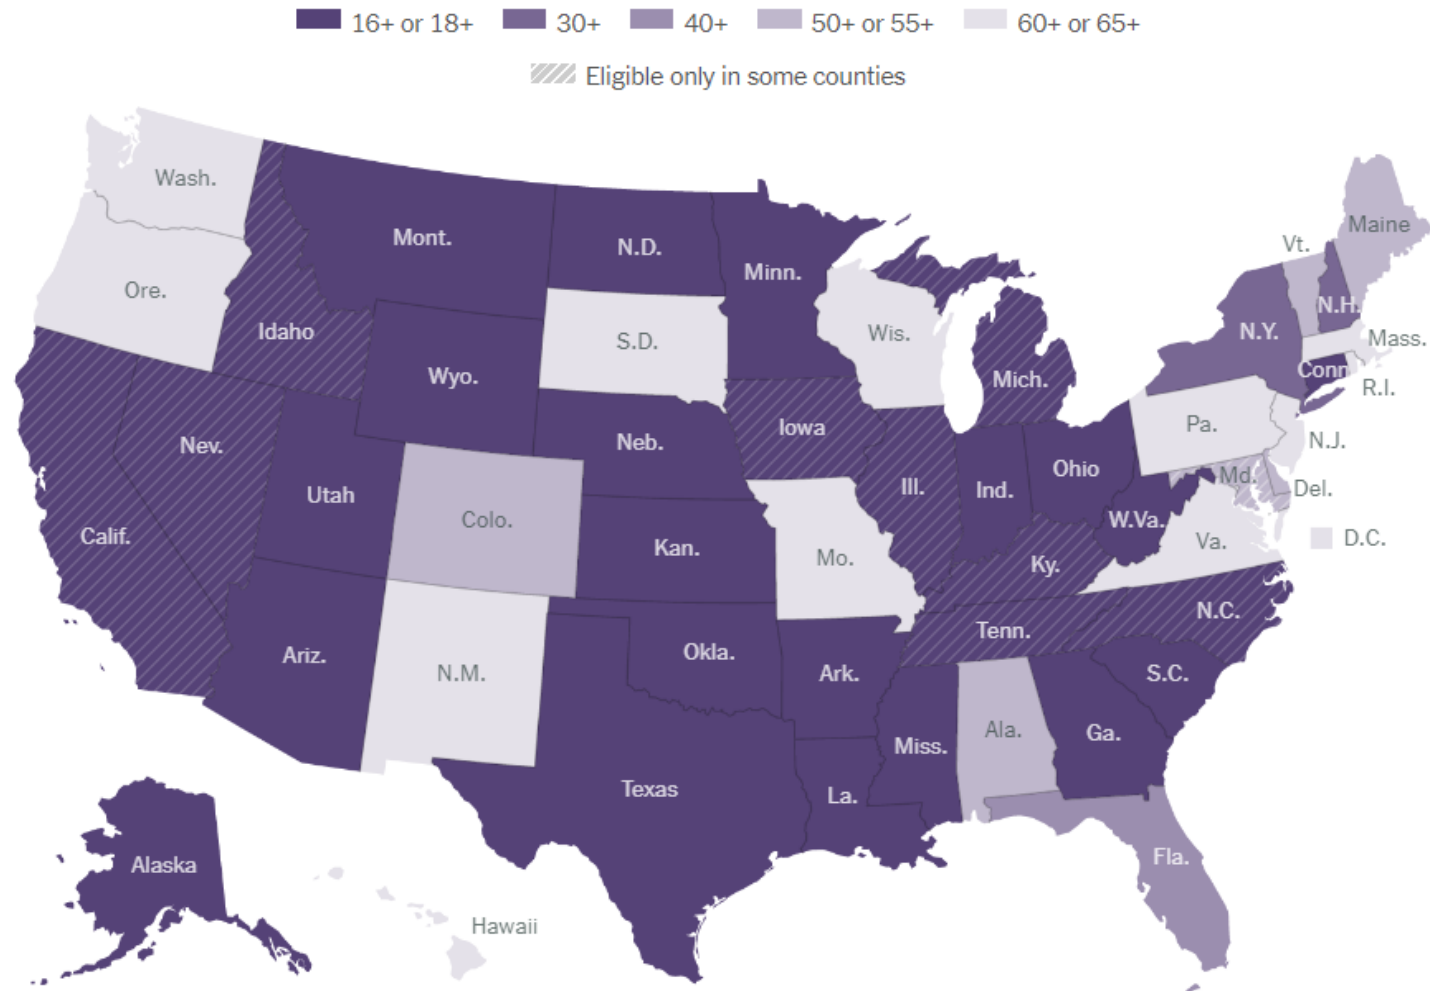 16+ or 18+ 30+ 40+ 50+ or 55+ 60+ or 65+
Eligible only in some counties
Wash.
Mont.
N.D.
Minn.
Vt.
Maine
Ore.
Idaho
S.D.
Wis.
N.Y.
N.H.
Mass.
Wyo.
Mich.
Conn
R.I.
Nev.
Neb.
Iowa
Pa.
N.J.
Utah
Ill.
Ind.
Ohio
Md.
Del.
Calif.
Colo.
Kan.
Mo.
Ky.
W.Va.
Va.
D.C.
Ariz.
N.M.
Okla.
Ark.
Tenn.
N.C.
S.C.
Texas
La.
Miss.
Ala.
Ga.
Alaska
Hawaii
Fla.